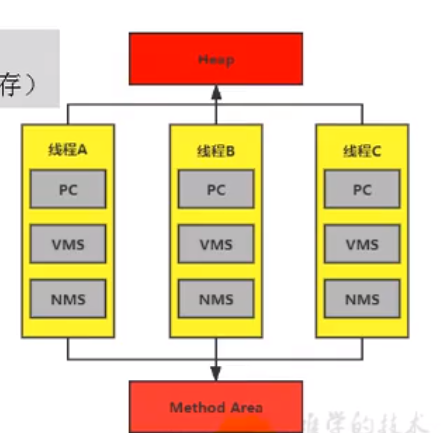 存）
Heap
线程A
线程B
线程C
PC
PC
PC
VMS
VMS
VMS
NMS
NMS
NMS
Method Area
的技术